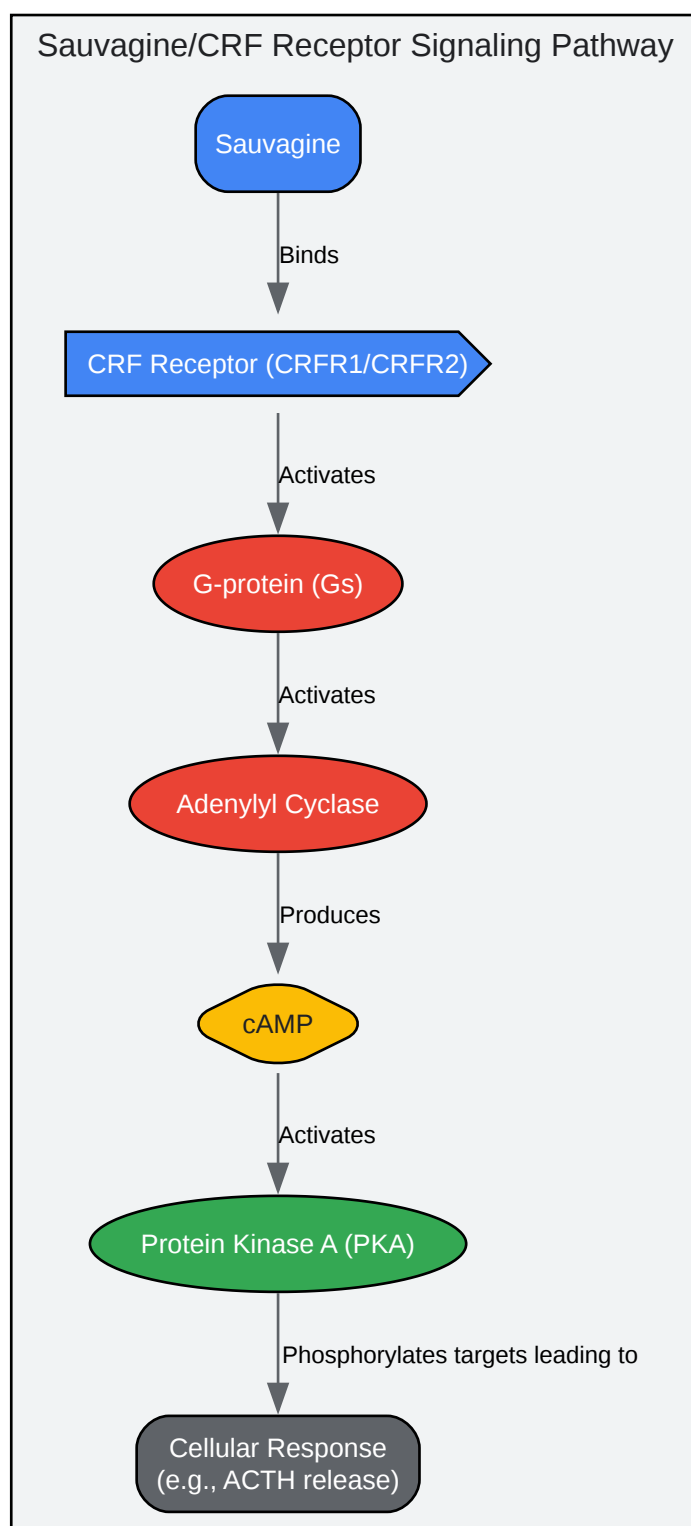 Sauvagine/CRF Receptor Signaling Pathway
Sauvagine
Binds
CRF Receptor (CRFR1/CRFR2)
Activates
G-protein (Gs)
Activates
Adenylyl Cyclase
Produces
cAMP
Activates
Protein Kinase A (PKA)
Phosphorylates targets leading to
Cellular Response
(e.g., ACTH release)